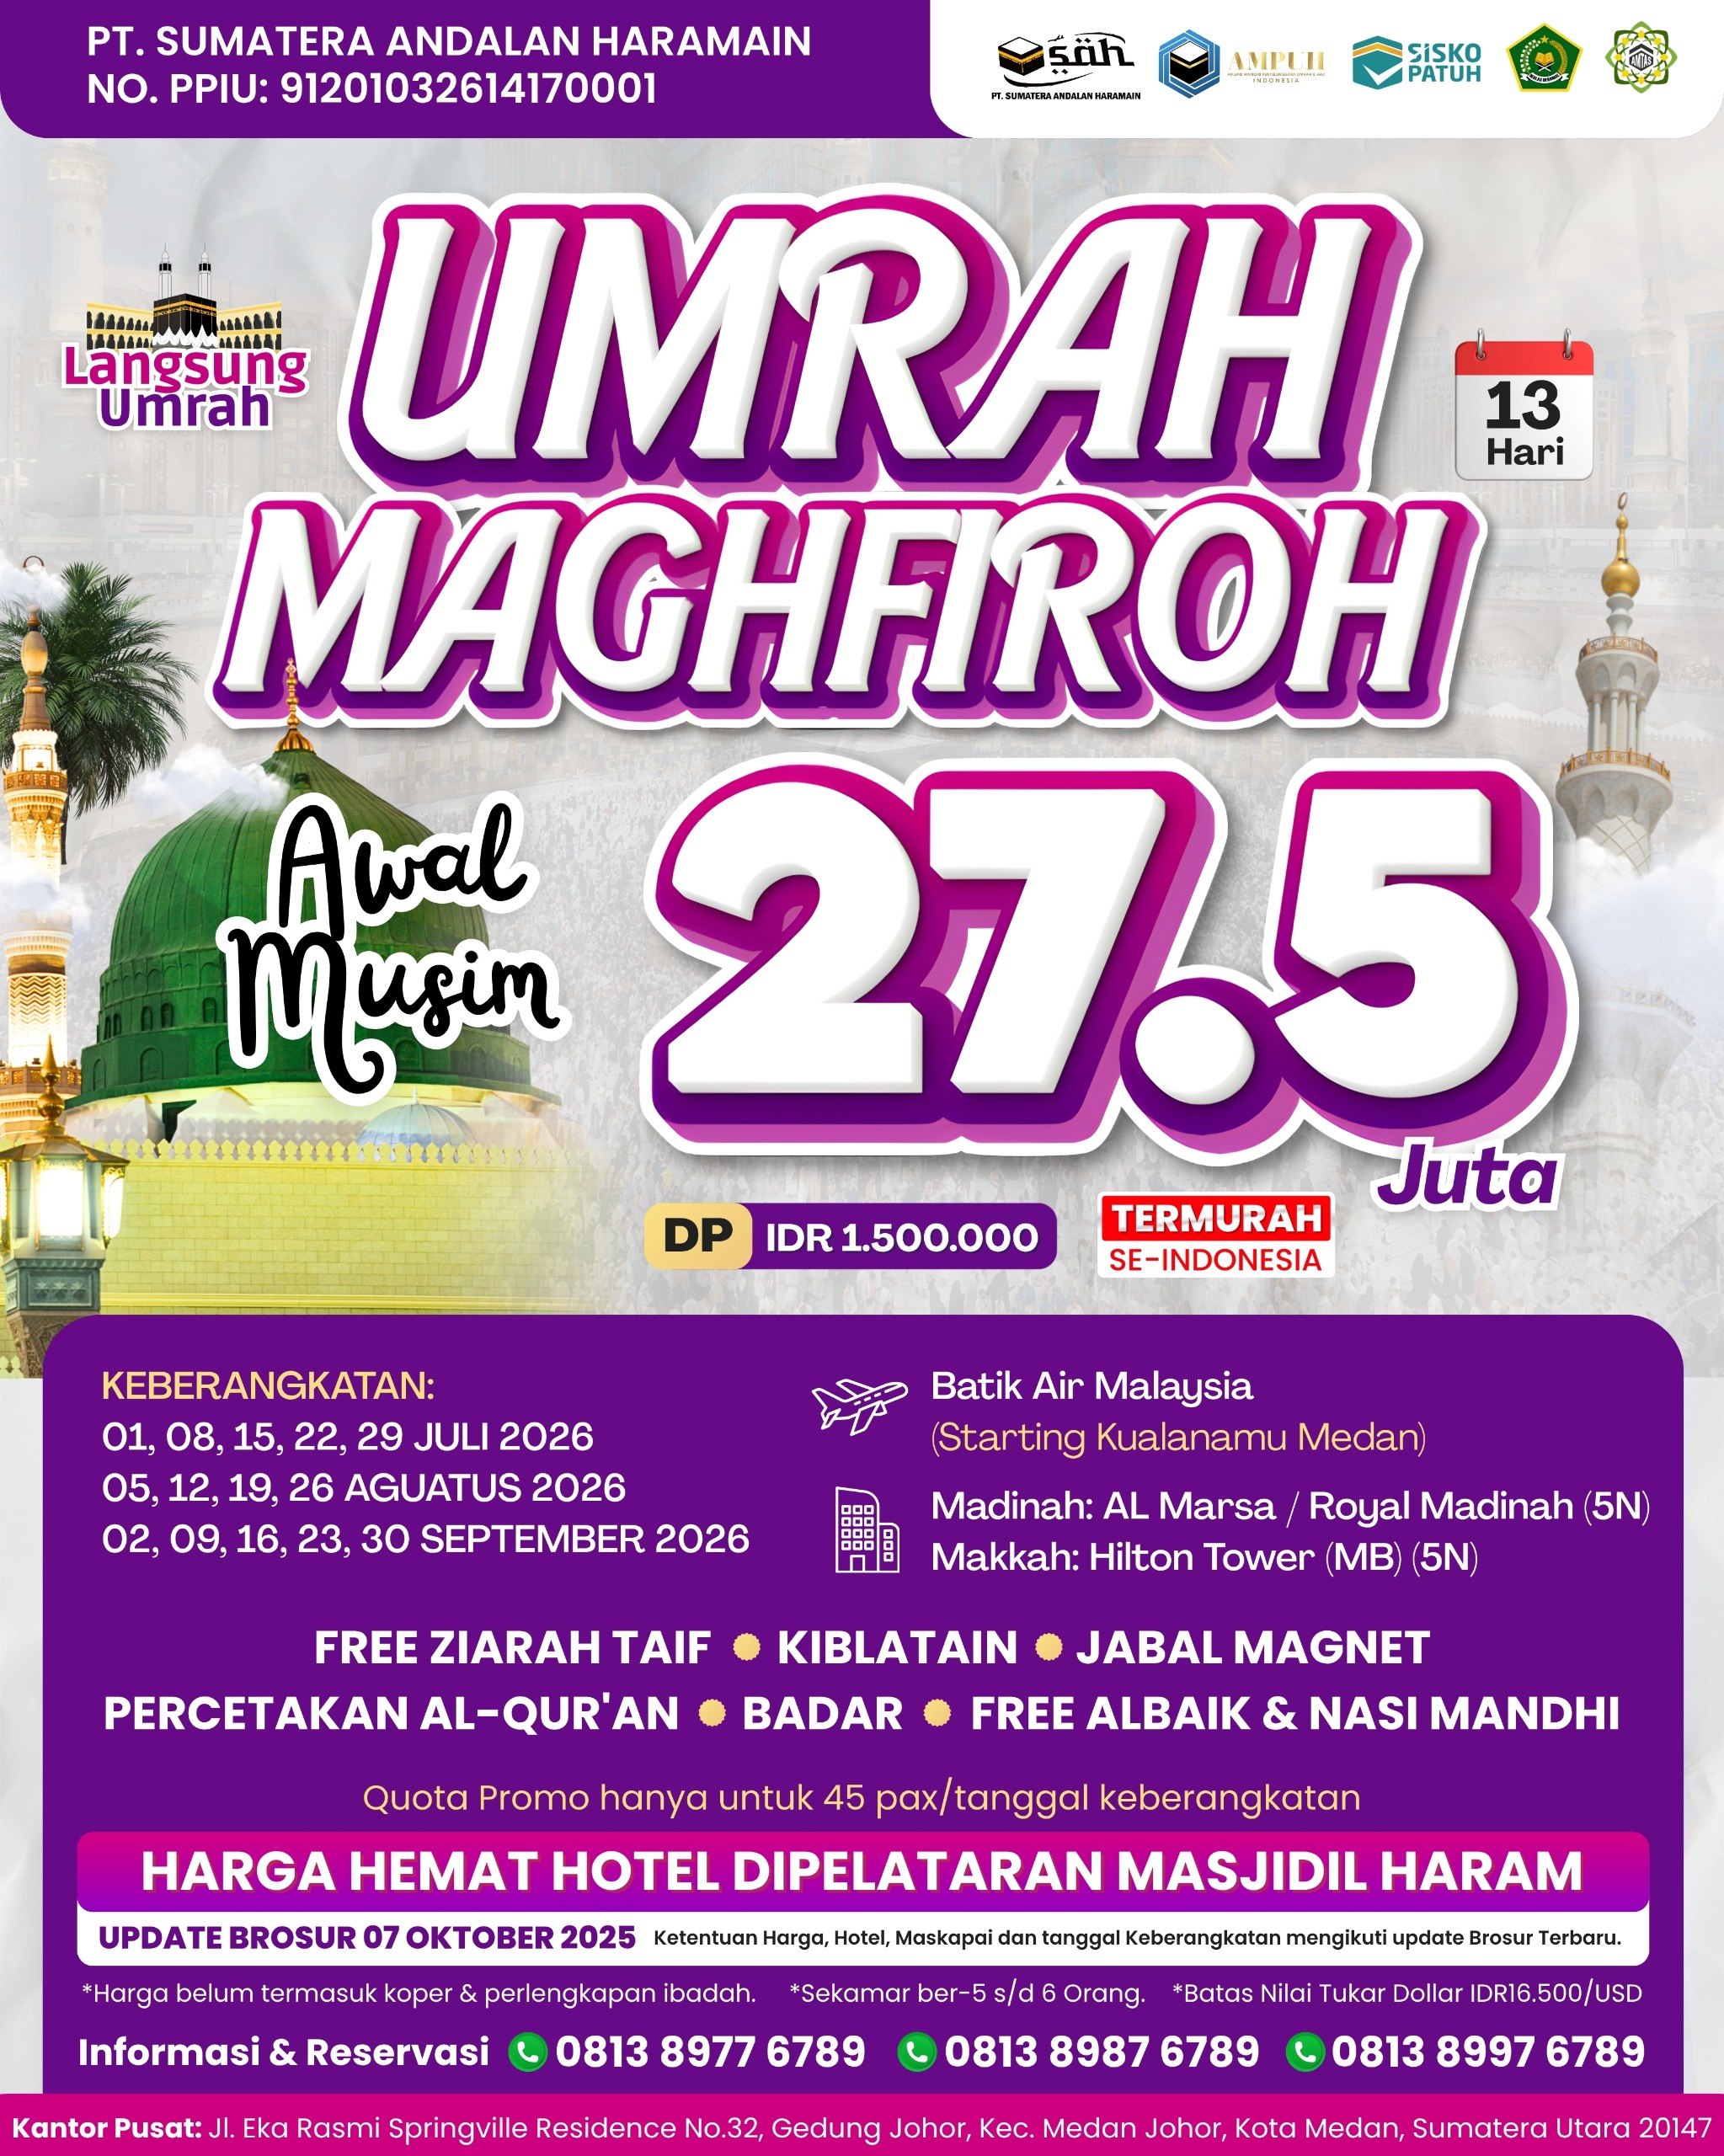 PT. SUMATERA ANDALAN HARAMAIN
NO. PPIU: 91201032614170001
sah
PT. SUMATERA ANDALAN HARAMAIN
AMPUH
INDONESIA
SISKO
PATUH
Langsung
Umrah
UMRAH
13
Hari
MAGHFIROH
Awal
Musim
27.5
Juta
DP IDR 1.500.000
TERMURAH
SE-INDONESIA
KEBERANGKATAN:
01, 08, 15, 22, 29 JULI 2026
05, 12, 19, 26 AGUATUS 2026
02, 09, 16, 23, 30 SEPTEMBER 2026
Batik Air Malaysia
(Starting Kualanamu Medan)
Madinah: AL Marsa / Royal Madinah (5N)
Makkah: Hilton Tower (MB) (5N)
FREE ZIARAH TAIF KIBLATAIN JABAL MAGNET
PERCETAKAN AL-QUR'AN BADAR FREE ALBAIK & NASI MANDHI
Quota Promo hanya untuk 45 pax/tanggal keberangkatan
HARGA HEMAT HOTEL DIPELATARAN MASJIDIL HARAM
UPDATE BROSUR 07 OKTOBER 2025 Ketentuan Harga, Hotel, Maskapai dan tanggal Keberangkatan mengikuti update Brosur Terbaru.
*Harga belum termasuk koper & perlengkapan ibadah. *Sekamar ber-5 s/d 6 Orang. *Batas Nilai Tukar Dollar IDR16.500/USD
Informasi & Reservasi 0813 8977 6789 0813 8987 6789 0813 8997 6789
Kantor Pusat: Jl. Eka Rasmi Springville Residence No.32, Gedung Johor, Kec. Medan Johor, Kota Medan, Sumatera Utara 20147